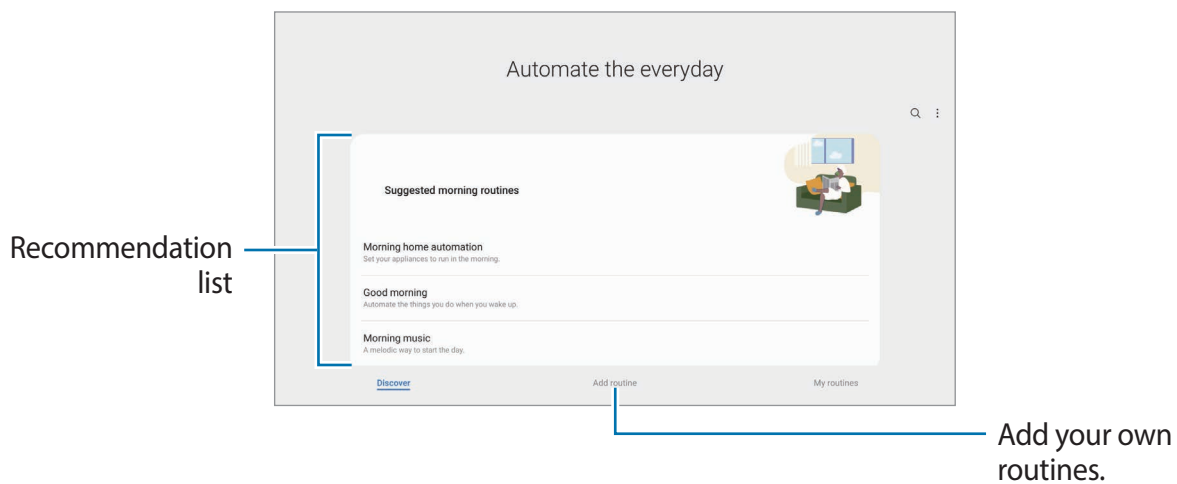 Automate the everyday
Suggested morning routines
Recommendation
list
Morning home automation
Set your appliances to run in the morning.
Good morning
Automate the things you do when you wake up.
Morning music
A melodic way to start the day.
Discover
Add routine
My routines
Add your own
routines.